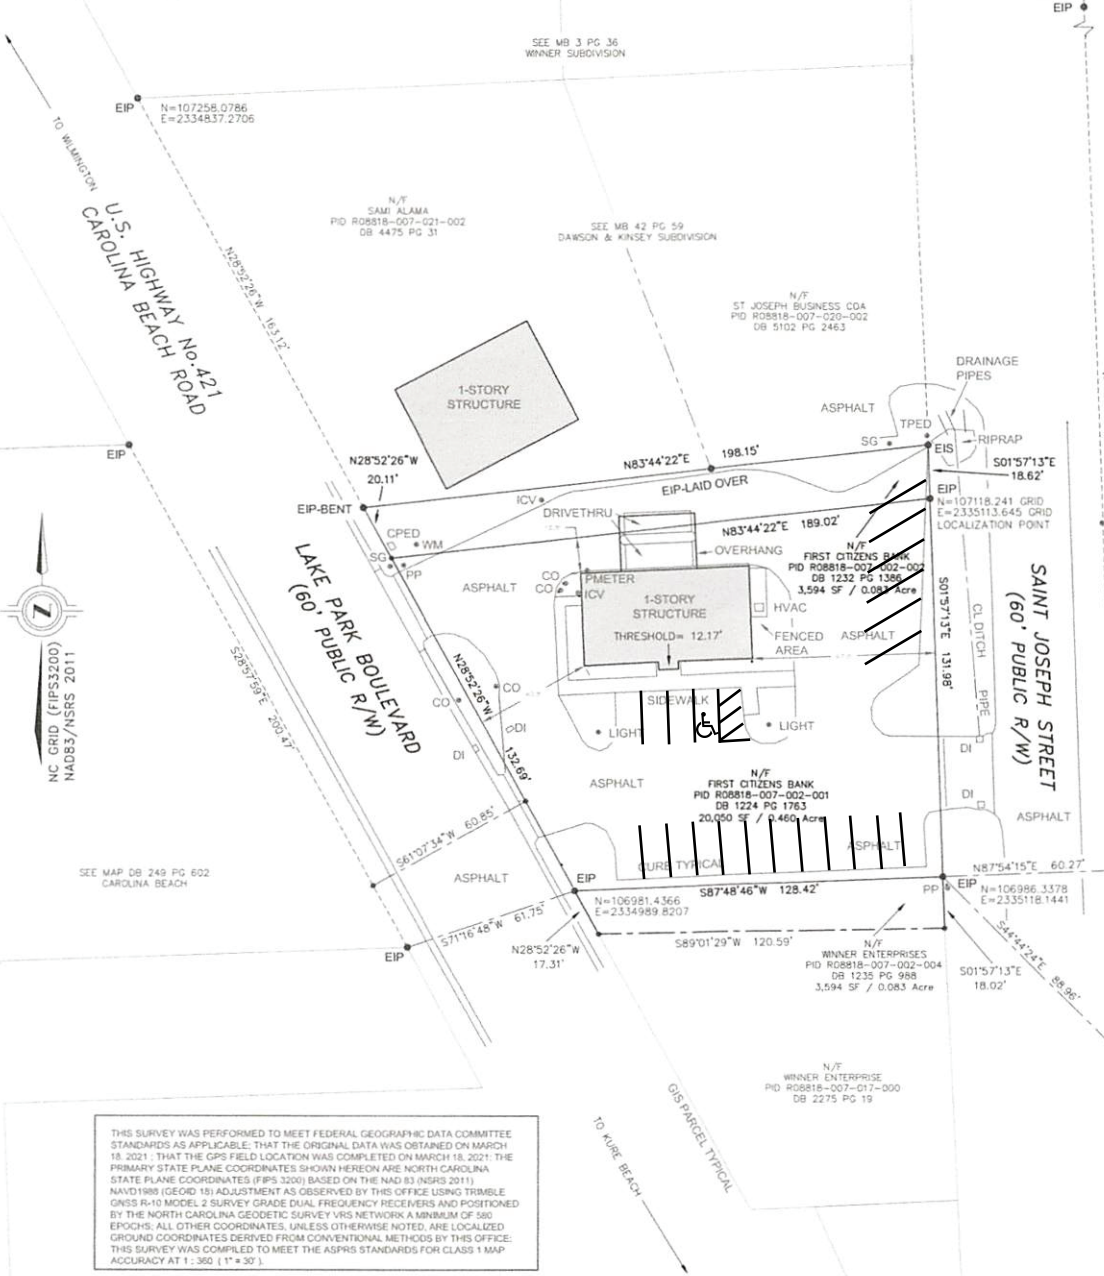 EIP
SEE MB 3 PG 36
WINNER SUBDIVISION
EIP
N=107258.0786
E=2334837.2706
TO WILMINGTON
U.S. HIGHWAY No.421
CAROLINA BEACH ROAD
N28°52'26"W 163.12'
N/F
SAMI ALAMA
PID R08818-007-021-002
DB 4475 PG 31
SEE MB 42 PG 59
DAWSON & KINSEY SUBDIVISION
N/F
ST JOSEPH BUSINESS COA
PID R08818-007-020-002
DB 5102 PG 2463
1-STORY
STRUCTURE
DRAINAGE
PIPES
ASPHALT
TPED
SG
EIS
RIPRAP
EIP
N28°52'26"W
20.11'
N83°44'22"E 198.15'
EIP-LAID OVER
S01°57'13"E
18.62'
EIP
N=107118.241 GRID
E=2335113.645 GRID
LOCALIZATION POINT
EIP-BENT
ICV
DRIVETHRU
N83°44'22"E 189.02'
CPED
WM
SG
PP
OVERHANG
N/F
FIRST CITIZENS BANK
PID R08818-007-002-002
DB 1232 PG 1386
3,594 SF / 0.083 Acre
ASPHALT
CO
CO
PMETER
ICV
1-STORY
STRUCTURE
THRESHOLD= 12.17'
HVAC
FENCED
AREA
ASPHALT
S01°57'13"E 131.98'
CL DITCH
PIPE
SAINT JOSEPH STREET
(60' PUBLIC R/W)
LAKE PARK BOULEVARD
(60' PUBLIC R/W)
N28°52'26"W
132.69'
CO
CO
DI
DI
SIDEWALK
LIGHT
LIGHT
DI
DI
NC GRID (FIPS3200)
NAD83/NSRS 2011
S28°57'59"E 200.47'
ASPHALT
N/F
FIRST CITIZENS BANK
PID R08818-007-002-001
DB 1224 PG 1763
20,050 SF / 0.460 Acre
ASPHALT
S61°07'34"W 60.85'
CURB TYPICAL
ASPHALT
SEE MAP DB 249 PG 602
CAROLINA BEACH
ASPHALT
EIP
S87°48'46"W 128.42'
N87°54'15"E 60.27'
PP
EIP
N=106986.3378
E=2335118.1441
N=106981.4366
E=2334989.8207
S71°16'48"W 61.75'
EIP
N28°52'26"W
17.31'
S89°01'29"W 120.59'
N/F
WINNER ENTERPRISES
PID R08818-007-002-004
DB 1235 PG 988
3,594 SF / 0.083 Acre
S01°57'13"E
18.02'
S44°44'24"E 88.96'
N/F
WINNER ENTERPRISE
PID R08818-007-017-000
DB 2275 PG 19
GIS PARCEL TYPICAL
TO KURE BEACH
THIS SURVEY WAS PERFORMED TO MEET FEDERAL GEOGRAPHIC DATA COMMITTEE
STANDARDS AS APPLICABLE; THAT THE ORIGINAL DATA WAS OBTAINED ON MARCH
18, 2021 ; THAT THE GPS FIELD LOCATION WAS COMPLETED ON MARCH 18, 2021; THE
PRIMARY STATE PLANE COORDINATES SHOWN HEREON ARE NORTH CAROLINA
STATE PLANE COORDINATES (FIPS 3200) BASED ON THE NAD 83 (NSRS 2011)
NAVD1988 (GEOID 18) ADJUSTMENT AS OBSERVED BY THIS OFFICE USING TRIMBLE
GNSS R-10 MODEL 2 SURVEY GRADE DUAL FREQUENCY RECEIVERS AND POSITIONED
BY THE NORTH CAROLINA GEODETIC SURVEY VRS NETWORK A MINIMUM OF 580
EPOCHS; ALL OTHER COORDINATES, UNLESS OTHERWISE NOTED, ARE LOCALIZED
GROUND COORDINATES DERIVED FROM CONVENTIONAL METHODS BY THIS OFFICE;
THIS SURVEY WAS COMPILED TO MEET THE ASPRS STANDARDS FOR CLASS 1 MAP
ACCURACY AT 1 : 360 ( 1" = 30' ).